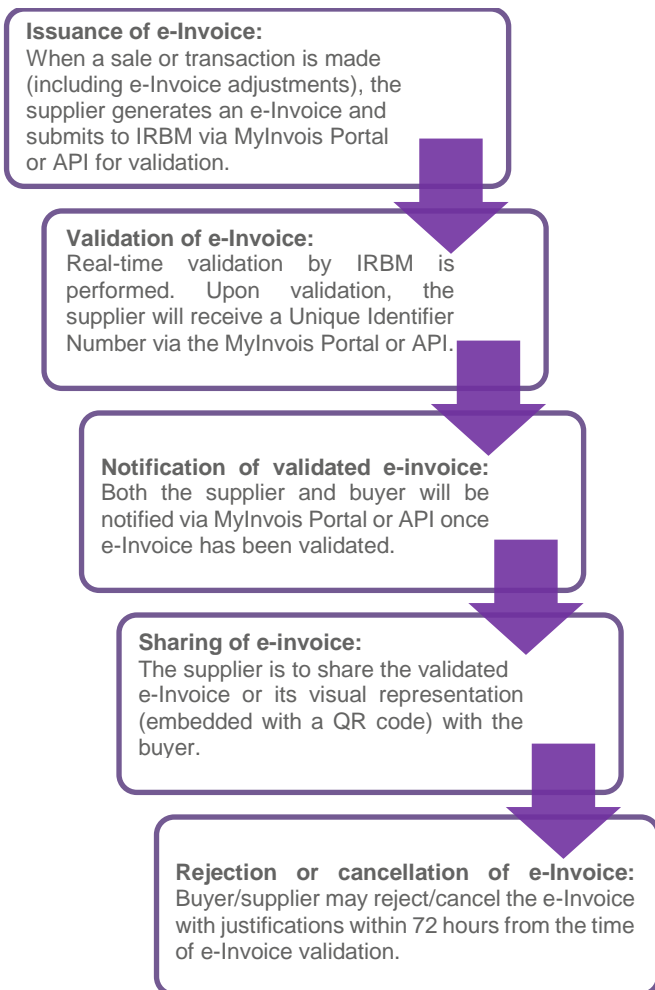 Issuance of e-Invoice:
When a sale or transaction is made
(including e-Invoice adjustments), the
supplier generates an e-Invoice and
submits to IRBM via MyInvois Portal
or API for validation.
Validation of e-Invoice:
Real-time validation by IRBM is
performed. Upon validation, the
supplier will receive a Unique Identifier
Number via the MyInvois Portal or API.
Notification of validated e-invoice:
Both the supplier and buyer will be
notified via MyInvois Portal or API once
e-Invoice has been validated.
Sharing of e-invoice:
The supplier is to share the validated
e-Invoice or its visual representation
(embedded with a QR code) with the
buyer.
Rejection or cancellation of e-Invoice:
Buyer/supplier may reject/cancel the e-Invoice
with justifications within 72 hours from the time
of e-Invoice validation.